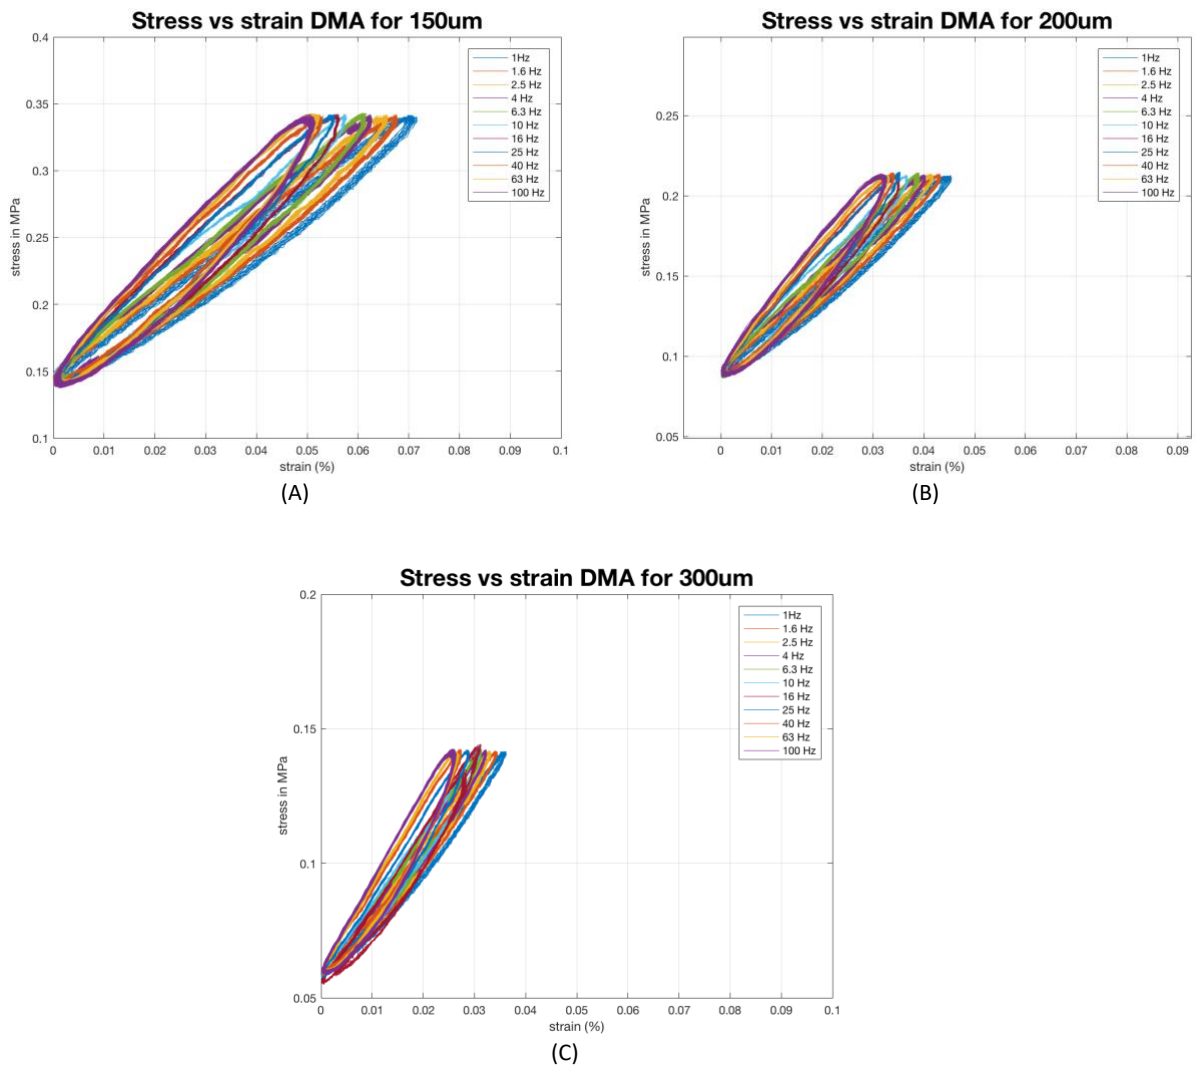 Stress vs strain DMA for 150um
0.4
0.35
0.3
0.25
0.2
0.15
0.1
stress in MPa
0 0.01 0.02 0.03 0.04 0.05 0.06 0.07 0.08 0.09 0.1
strain (%)
1Hz
1.6 Hz
2.5 Hz
4 Hz
6.3 Hz
10 Hz
16 Hz
25 Hz
40 Hz
63 Hz
100 Hz
(A)
Stress vs strain DMA for 200um
0.25
0.2
0.15
0.1
0.05
stress in MPa
0 0.01 0.02 0.03 0.04 0.05 0.06 0.07 0.08 0.09
strain (%)
1Hz
1.6 Hz
2.5 Hz
4 Hz
6.3 Hz
10 Hz
16 Hz
25 Hz
40 Hz
63 Hz
100 Hz
(B)
Stress vs strain DMA for 300um
0.2
0.15
0.1
0.05
stress in MPa
0 0.01 0.02 0.03 0.04 0.05 0.06 0.07 0.08 0.09 0.1
strain (%)
1Hz
1.6 Hz
2.5 Hz
4 Hz
6.3 Hz
10 Hz
16 Hz
25 Hz
40 Hz
63 Hz
100 Hz
(C)